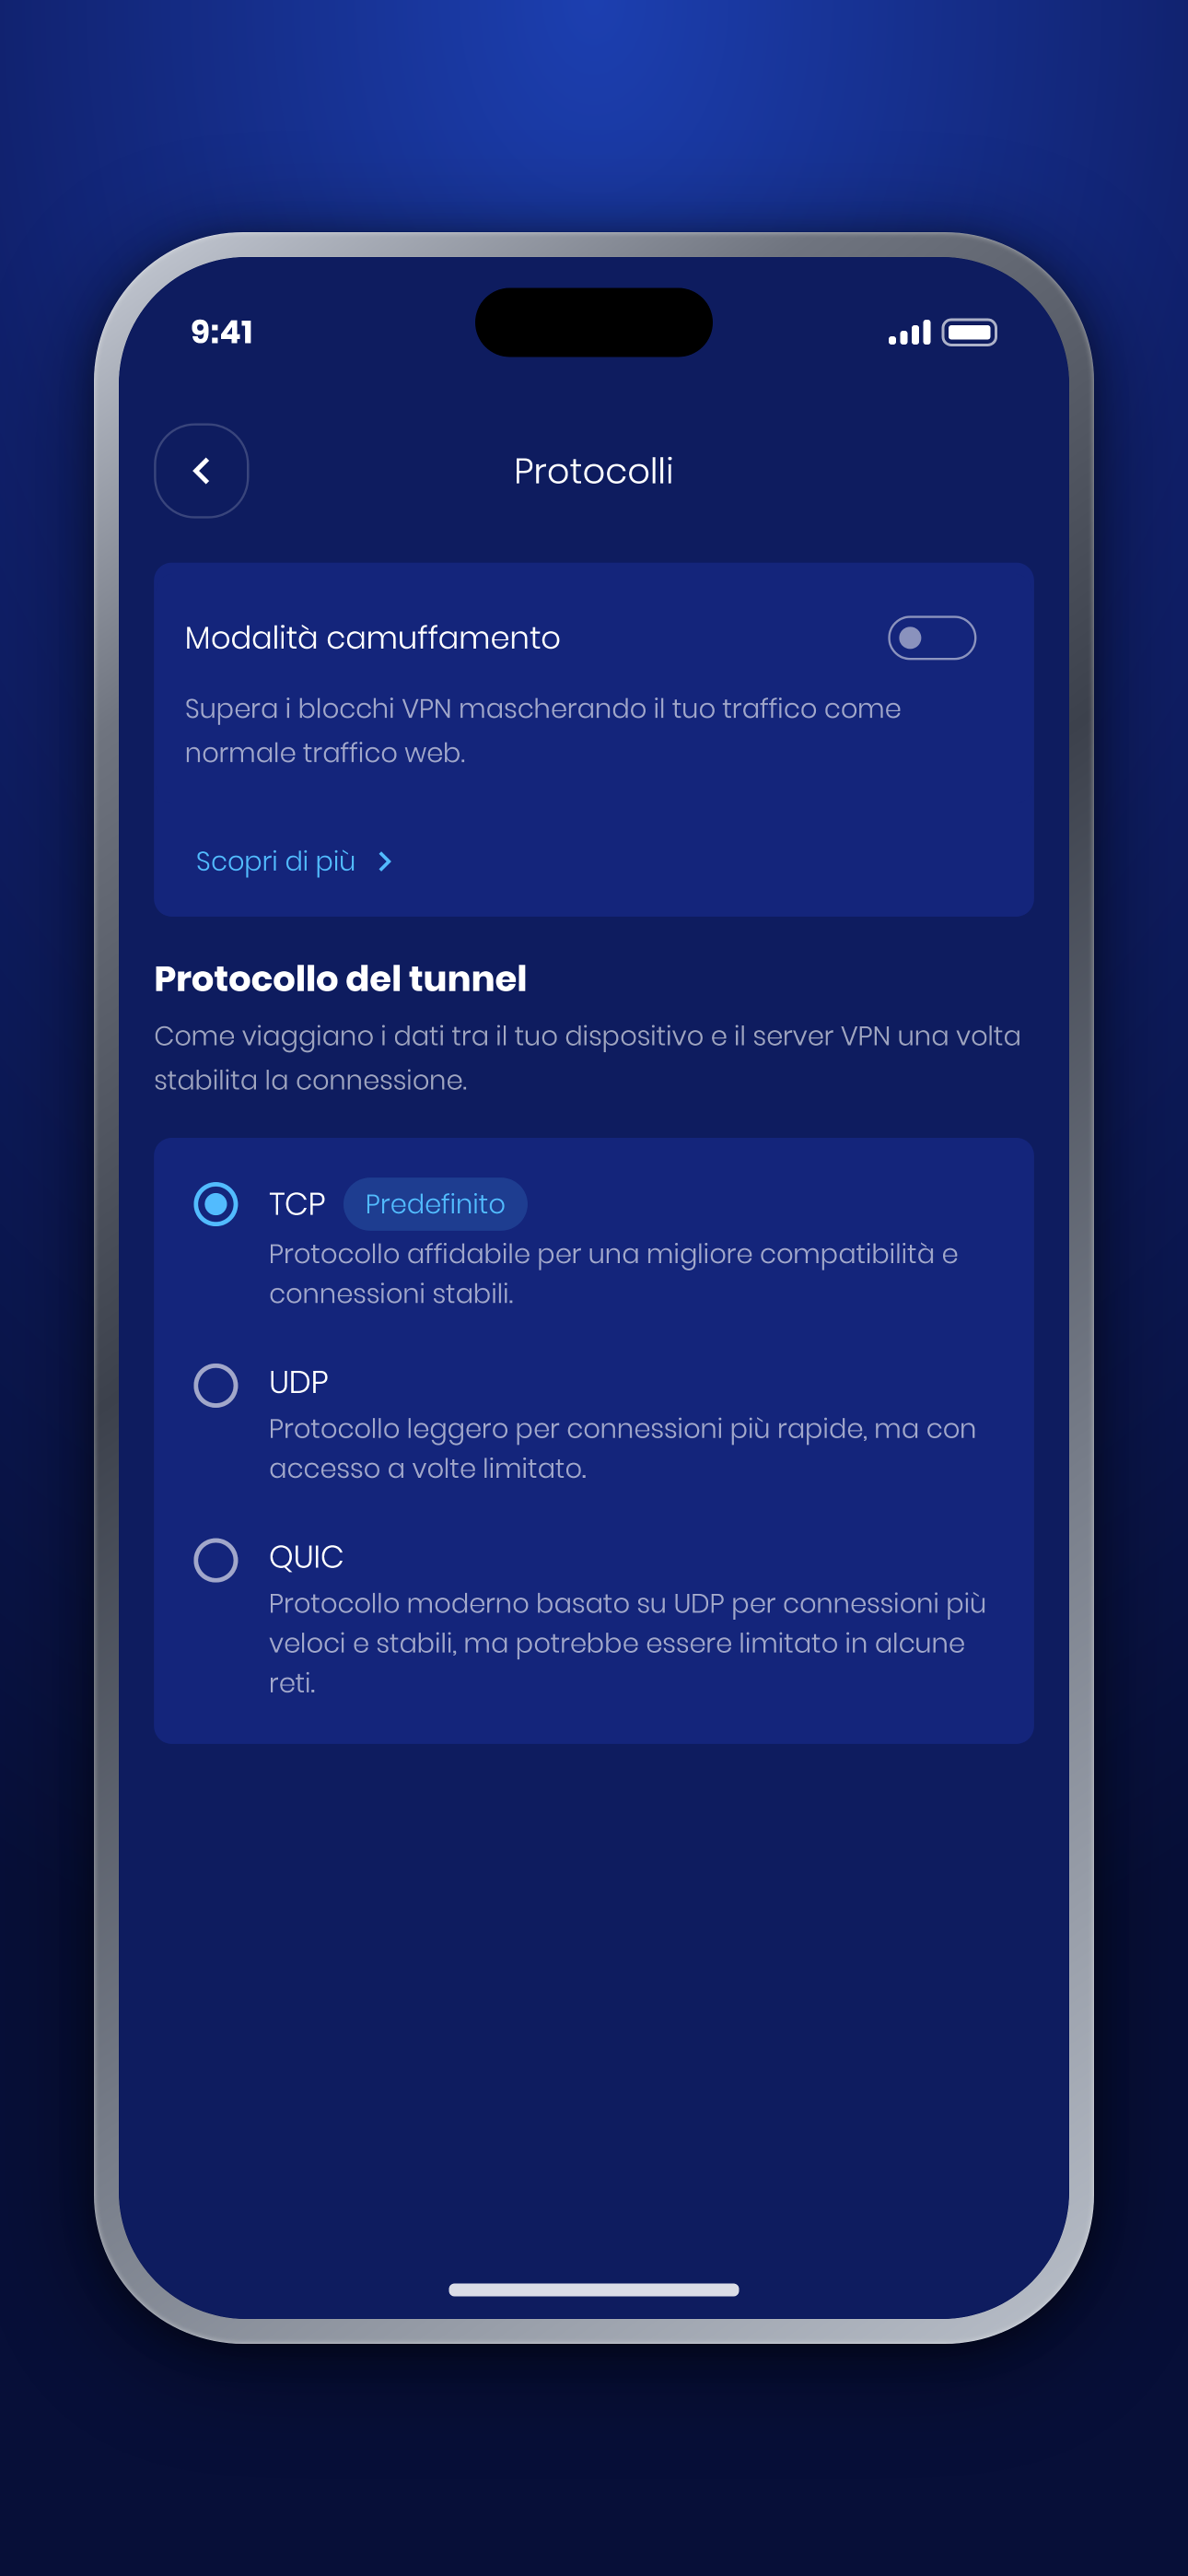 9:41
Protocolli
Modalità camuffamento
Supera i blocchi VPN mascherando il tuo traffico come
normale traffico web.
Scopri di più
Protocollo del tunnel
Come viaggiano i dati tra il tuo dispositivo e il server VPN una volta
stabilita la connessione.
TCP Predefinito
Protocollo affidabile per una migliore compatibilità e
connessioni stabili.
UDP
Protocollo leggero per connessioni più rapide, ma con
accesso a volte limitato.
QUIC
Protocollo moderno basato su UDP per connessioni più
veloci e stabili, ma potrebbe essere limitato in alcune
reti.